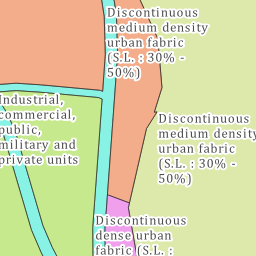 Discontinuous
medium density
urban fabric
(S.L. : 30% -
50%)
Industrial,
commercial,
public,
military and
private units
Discontinuous
medium density
urban fabric
(S.L. : 30% -
50%)
Discontinuous
dense urban
fabric (S.L. :